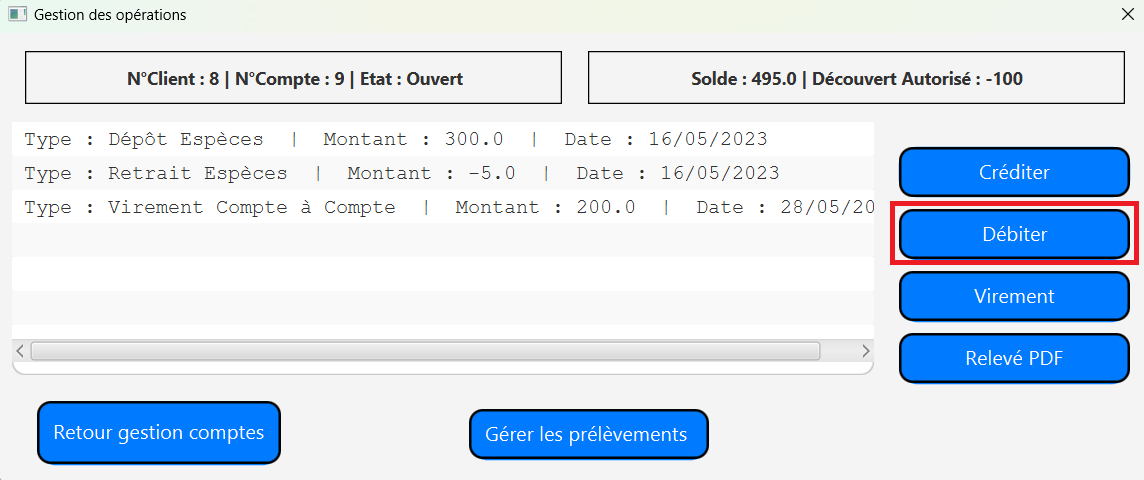 Gestion des opérations
N°Client : 8 | N°Compte : 9 | Etat : Ouvert
Solde : 495.0 | Découvert Autorisé : -100
Type : Dépôt Espèces | Montant : 300.0 | Date : 16/05/2023
Type : Retrait Espèces | Montant : -5.0 | Date : 16/05/2023
Type : Virement Compte à Compte | Montant : 200.0 | Date : 28/05/20
Créditer
Débiter
Virement
Relevé PDF
Retour gestion comptes
Gérer les prélèvements